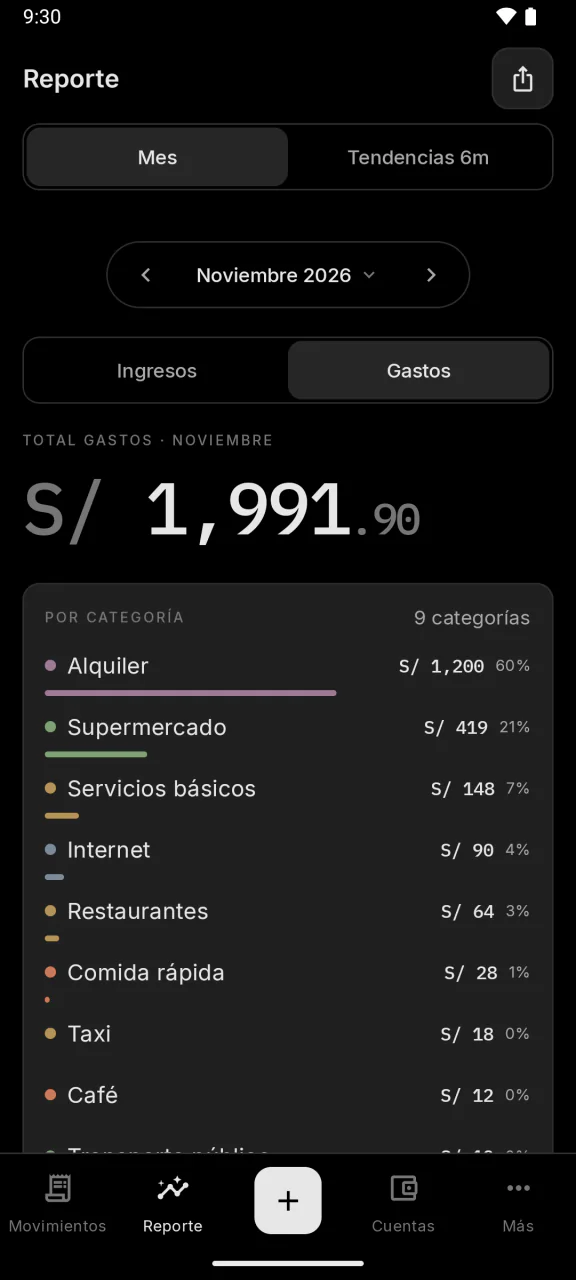 9:30
Reporte
Mes
Tendencias 6m
Noviembre 2026
Ingresos
Gastos
TOTAL GASTOS · NOVIEMBRE
S/ 1,991.90
POR CATEGORÍA 9 categorías
Alquiler S/ 1,200 60%
Supermercado S/ 419 21%
Servicios básicos S/ 148 7%
Internet S/ 90 4%
Restaurantes S/ 64 3%
Comida rápida S/ 28 1%
Taxi S/ 18 0%
Café S/ 12 0%
Transporte público
Movimientos Reporte Cuentas Más